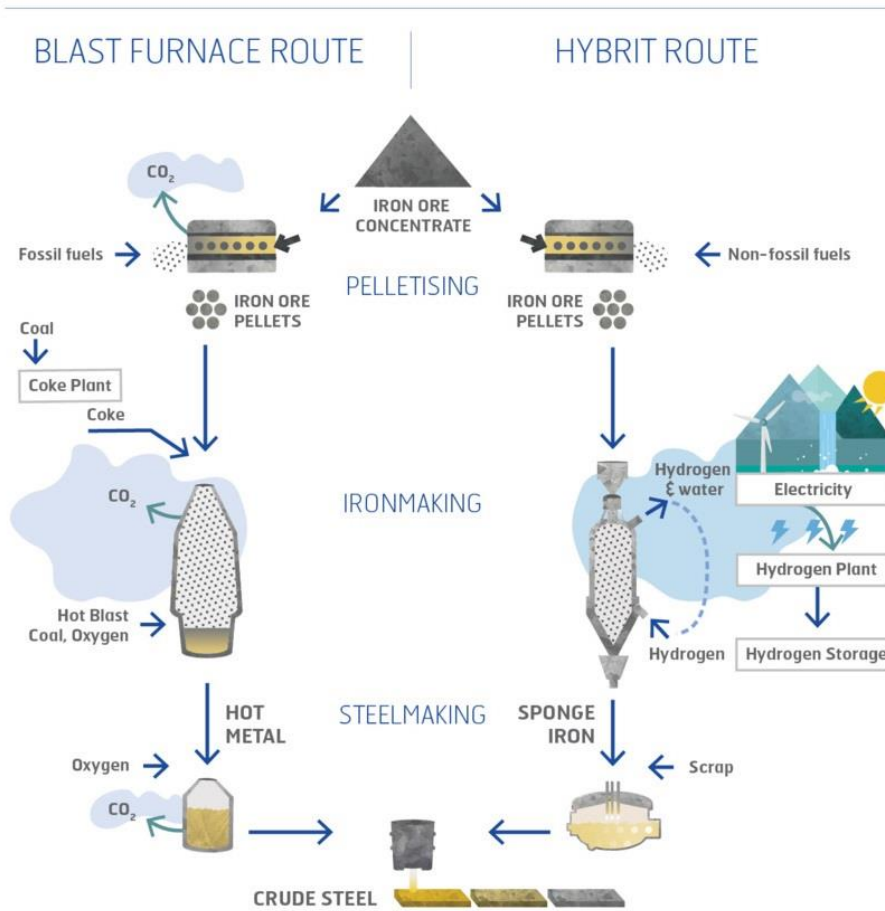 BLAST FURNACE ROUTE
HYBRIT ROUTE
CO₂
IRON ORE
CONCENTRATE
Fossil fuels
Non-fossil fuels
PELLETISING
IRON ORE
PELLETS
IRON ORE
PELLETS
Coal
Coke Plant
Coke
CO₂
IRONMAKING
Hydrogen
& water
Electricity
Hydrogen Plant
Hot Blast
Coal, Oxygen
Hydrogen
Hydrogen Storage
HOT
METAL
STEELMAKING
SPONGE
IRON
Oxygen
Scrap
CO₂
CRUDE STEEL